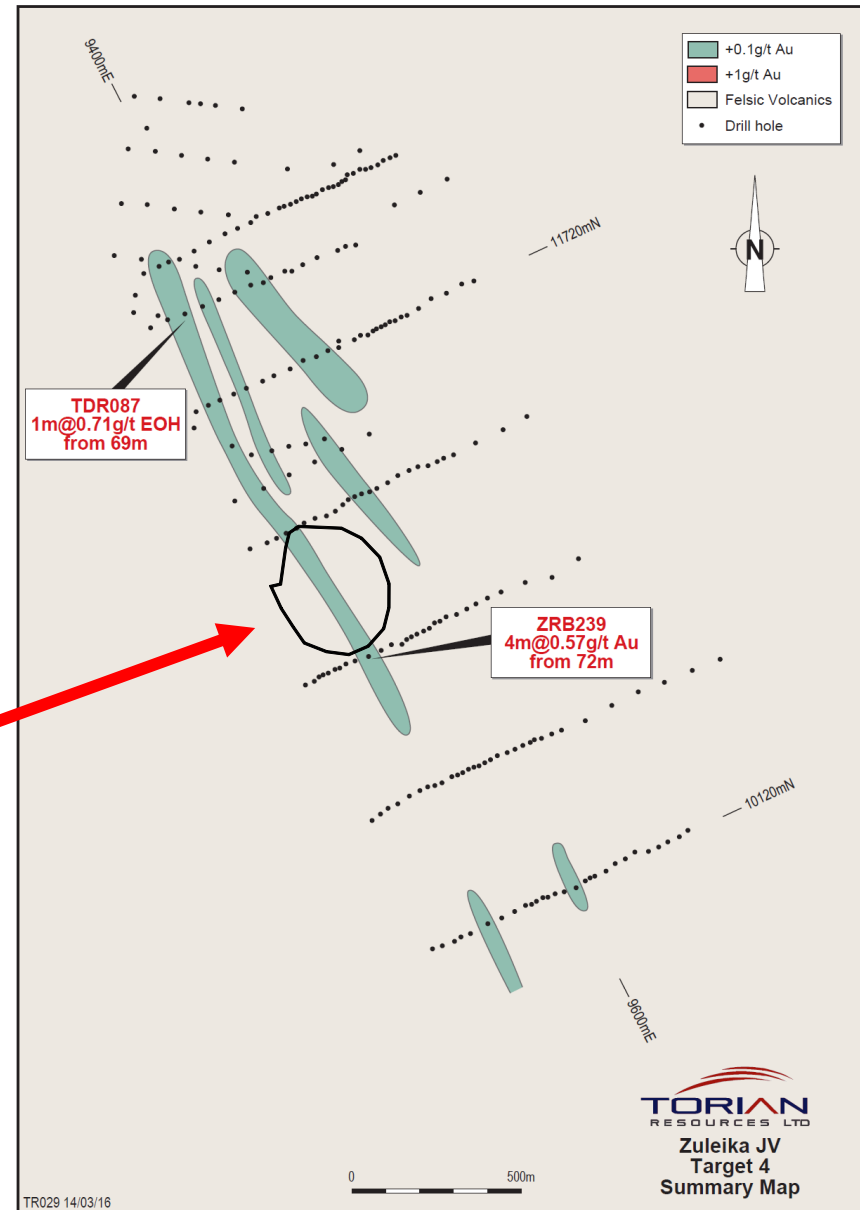 9400mE
+0.1g/t Au
+1g/t Au
Felsic Volcanics
Drill hole
11720mN
N
TDR087
1m@0.71g/t EOH
from 69m
ZRB239
4m@0.57g/t Au
from 72m
10120mN
9600mE
TORIAN
RESOURCES LTD
Zuleika JV
Target 4
Summary Map
0 500m
TR029 14/03/16